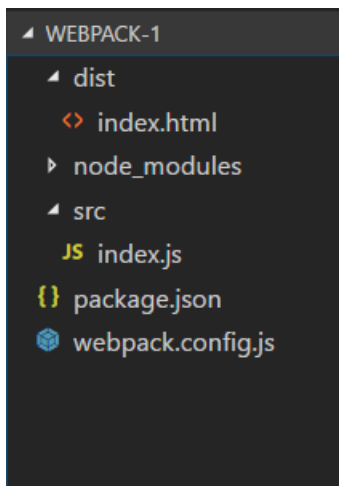 WEBPACK-1
dist
<> index.html
node_modules
src
JS index.js
{} package.json
webpack.config.js